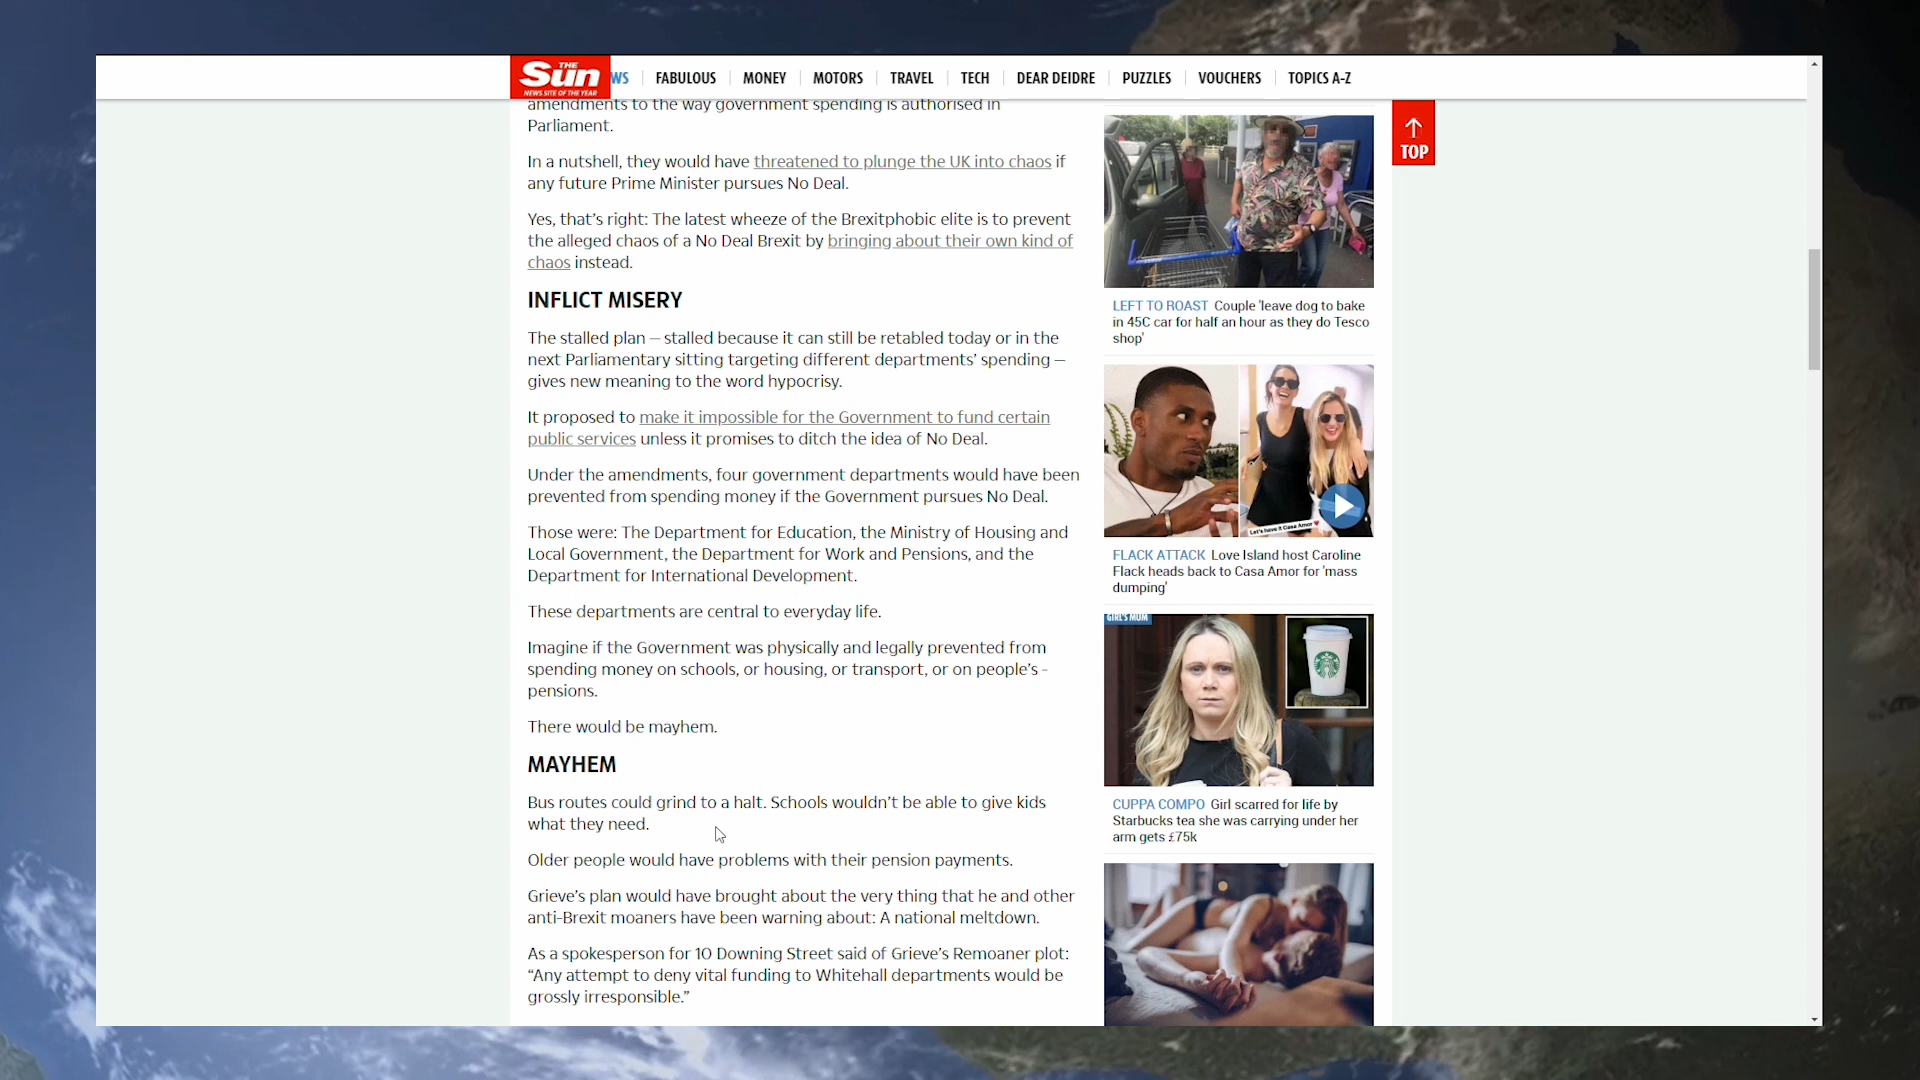 THE
Sun
NEWS SITE OF THE YEAR
WS
FABULOUS
MONEY
MOTORS
TRAVEL
TECH
DEAR DEIDRE
PUZZLES
VOUCHERS
TOPICS A-Z
amendments to the way government spending is authorised in
Parliament.
In a nutshell, they would have threatened to plunge the UK into chaos if
any future Prime Minister pursues No Deal.
Yes, that’s right: The latest wheeze of the Brexitphobic elite is to prevent
the alleged chaos of a No Deal Brexit by bringing about their own kind of
chaos instead.
INFLICT MISERY
The stalled plan – stalled because it can still be retabled today or in the
next Parliamentary sitting targeting different departments’ spending –
gives new meaning to the word hypocrisy.
It proposed to make it impossible for the Government to fund certain
public services unless it promises to ditch the idea of No Deal.
Under the amendments, four government departments would have been
prevented from spending money if the Government pursues No Deal.
Those were: The Department for Education, the Ministry of Housing and
Local Government, the Department for Work and Pensions, and the
Department for International Development.
These departments are central to everyday life.
Imagine if the Government was physically and legally prevented from
spending money on schools, or housing, or transport, or on people’s -
pensions.
There would be mayhem.
MAYHEM
Bus routes could grind to a halt. Schools wouldn’t be able to give kids
what they need.
Older people would have problems with their pension payments.
Grieve’s plan would have brought about the very thing that he and other
anti-Brexit moaners have been warning about: A national meltdown.
As a spokesperson for 10 Downing Street said of Grieve’s Remoaner plot:
“Any attempt to deny vital funding to Whitehall departments would be
grossly irresponsible.”
LEFT TO ROAST Couple 'leave dog to bake
in 45C car for half an hour as they do Tesco
shop'
Let's have it Casa Amor
FLACK ATTACK Love Island host Caroline
Flack heads back to Casa Amor for 'mass
dumping'
GIRL'S MUM
CUPPA COMPO Girl scarred for life by
Starbucks tea she was carrying under her
arm gets £75k
TOP